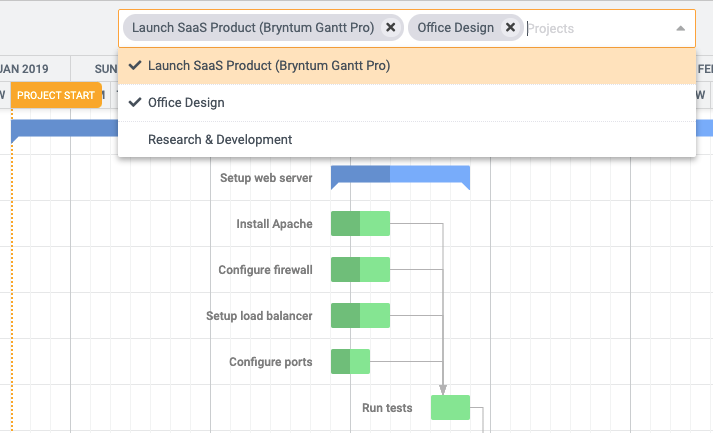 Launch SaaS Product (Bryntum Gantt Pro) Office Design Projects
Launch SaaS Product (Bryntum Gantt Pro)
JAN 2019 SUN FE
Office Design
W PROJECT START M T W
Research & Development
Setup web server
Install Apache
Configure firewall
Setup load balancer
Configure ports
Run tests